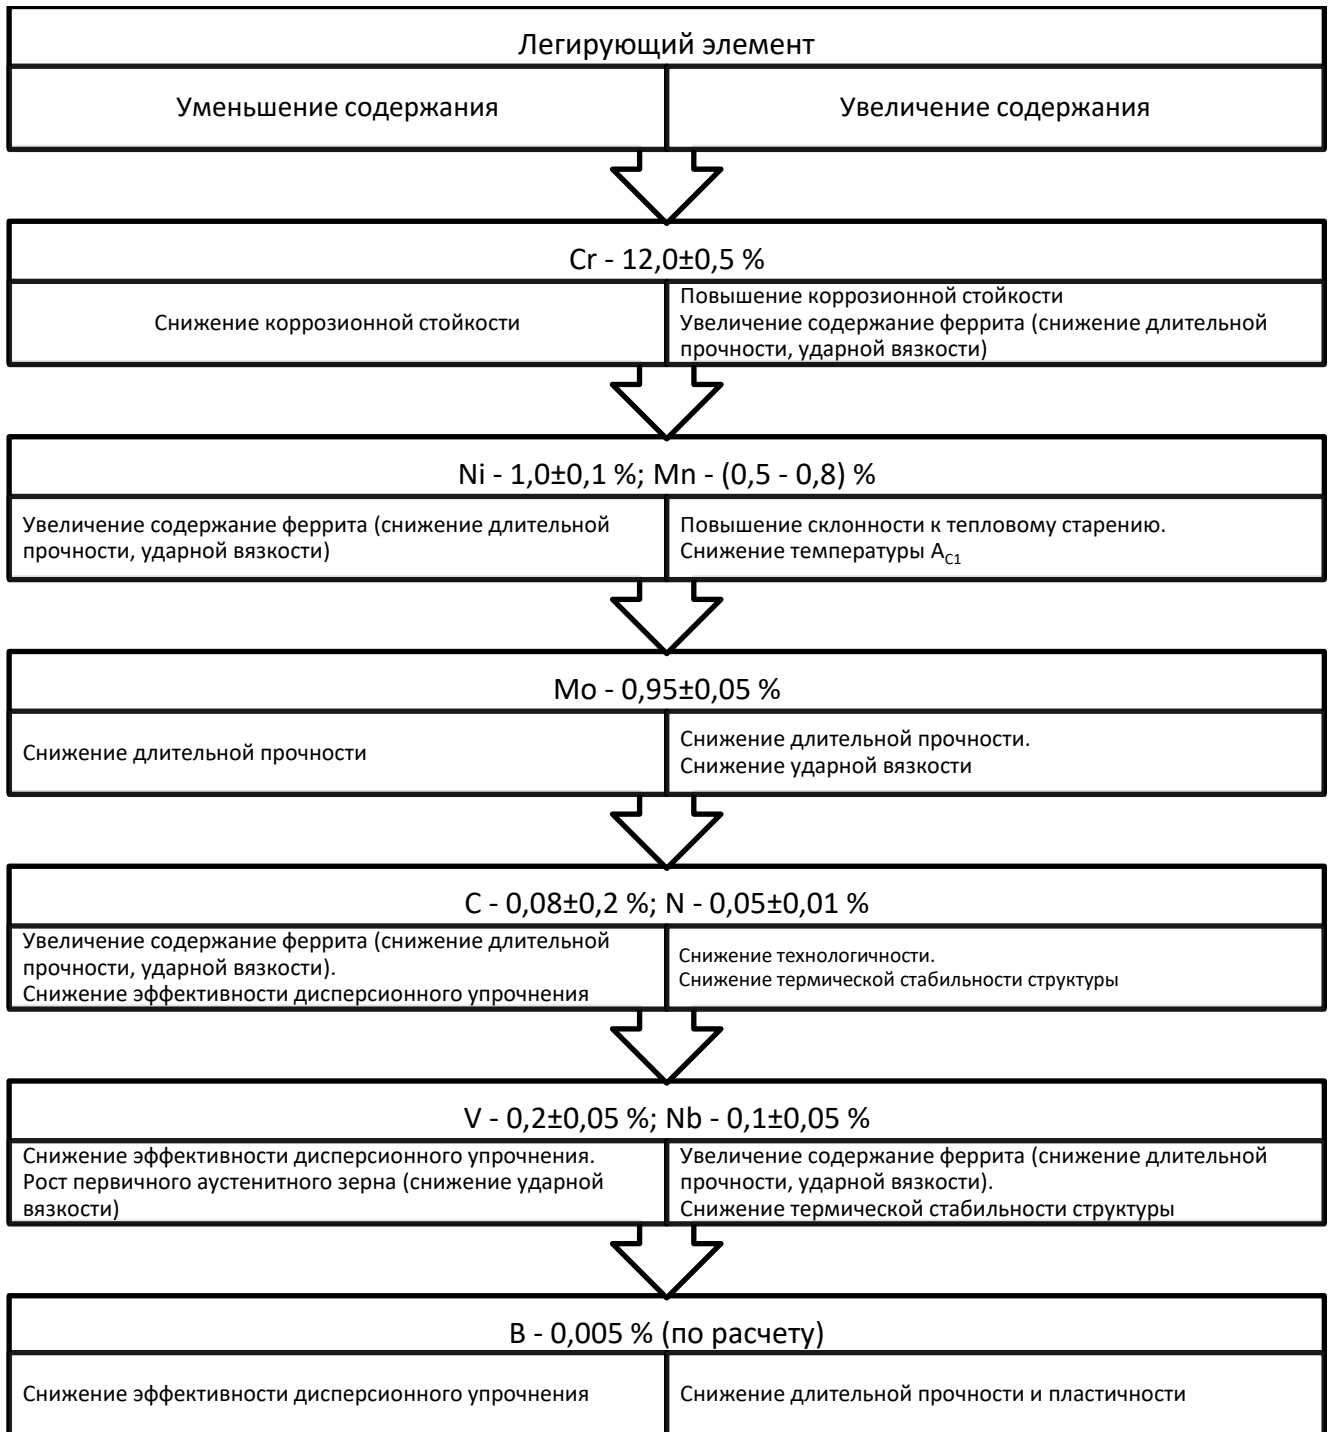 Легирующий элемент
Уменьшение содержания
Увеличение содержания
Cr - 12,0±0,5 %
Снижение коррозионной стойкости
Повышение коррозионной стойкости
Увеличение содержание феррита (снижение длительной
прочности, ударной вязкости)
Ni - 1,0±0,1 %; Mn - (0,5 - 0,8) %
Увеличение содержание феррита (снижение длительной
прочности, ударной вязкости)
Повышение склонности к тепловому старению.
Снижение температуры A_C1
Mo - 0,95±0,05 %
Снижение длительной прочности
Снижение длительной прочности.
Снижение ударной вязкости
C - 0,08±0,2 %; N - 0,05±0,01 %
Увеличение содержание феррита (снижение длительной
прочности, ударной вязкости).
Снижение эффективности дисперсионного упрочнения
Снижение технологичности.
Снижение термической стабильности структуры
V - 0,2±0,05 %; Nb - 0,1±0,05 %
Снижение эффективности дисперсионного упрочнения.
Рост первичного аустенитного зерна (снижение ударной
вязкости)
Увеличение содержание феррита (снижение длительной
прочности, ударной вязкости).
Снижение термической стабильности структуры
B - 0,005 % (по расчету)
Снижение эффективности дисперсионного упрочнения
Снижение длительной прочности и пластичности